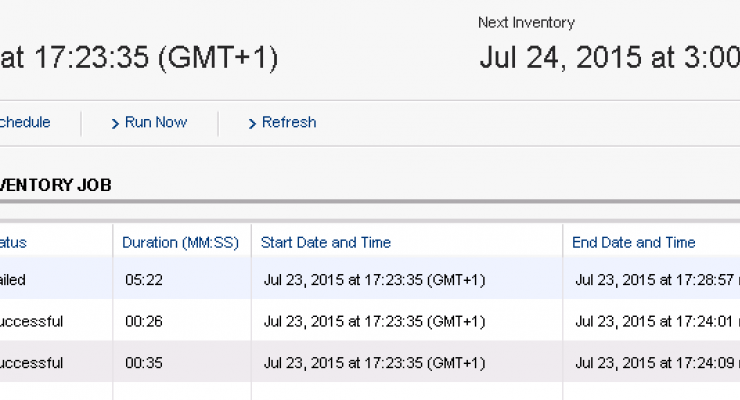 Next Inventory
at 17:23:35 (GMT+1) Jul 24, 2015 at 3:00
chedule Run Now Refresh
VENTORY JOB
atus Duration (MM:SS) Start Date and Time End Date and Time
ailed 05:22 Jul 23, 2015 at 17:23:35 (GMT+1) Jul 23, 2015 at 17:28:57
uccessful 00:26 Jul 23, 2015 at 17:23:35 (GMT+1) Jul 23, 2015 at 17:24:01
uccessful 00:35 Jul 23, 2015 at 17:23:35 (GMT+1) Jul 23, 2015 at 17:24:09